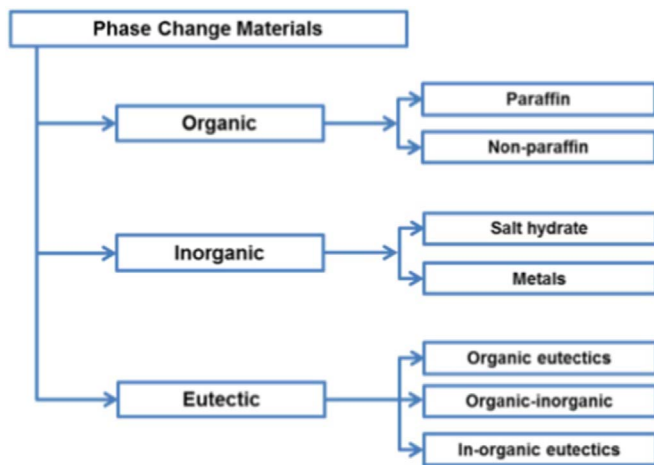 Phase Change Materials
Organic
Paraffin
Non-paraffin
Inorganic
Salt hydrate
Metals
Eutectic
Organic eutectics
Organic-inorganic
In-organic eutectics